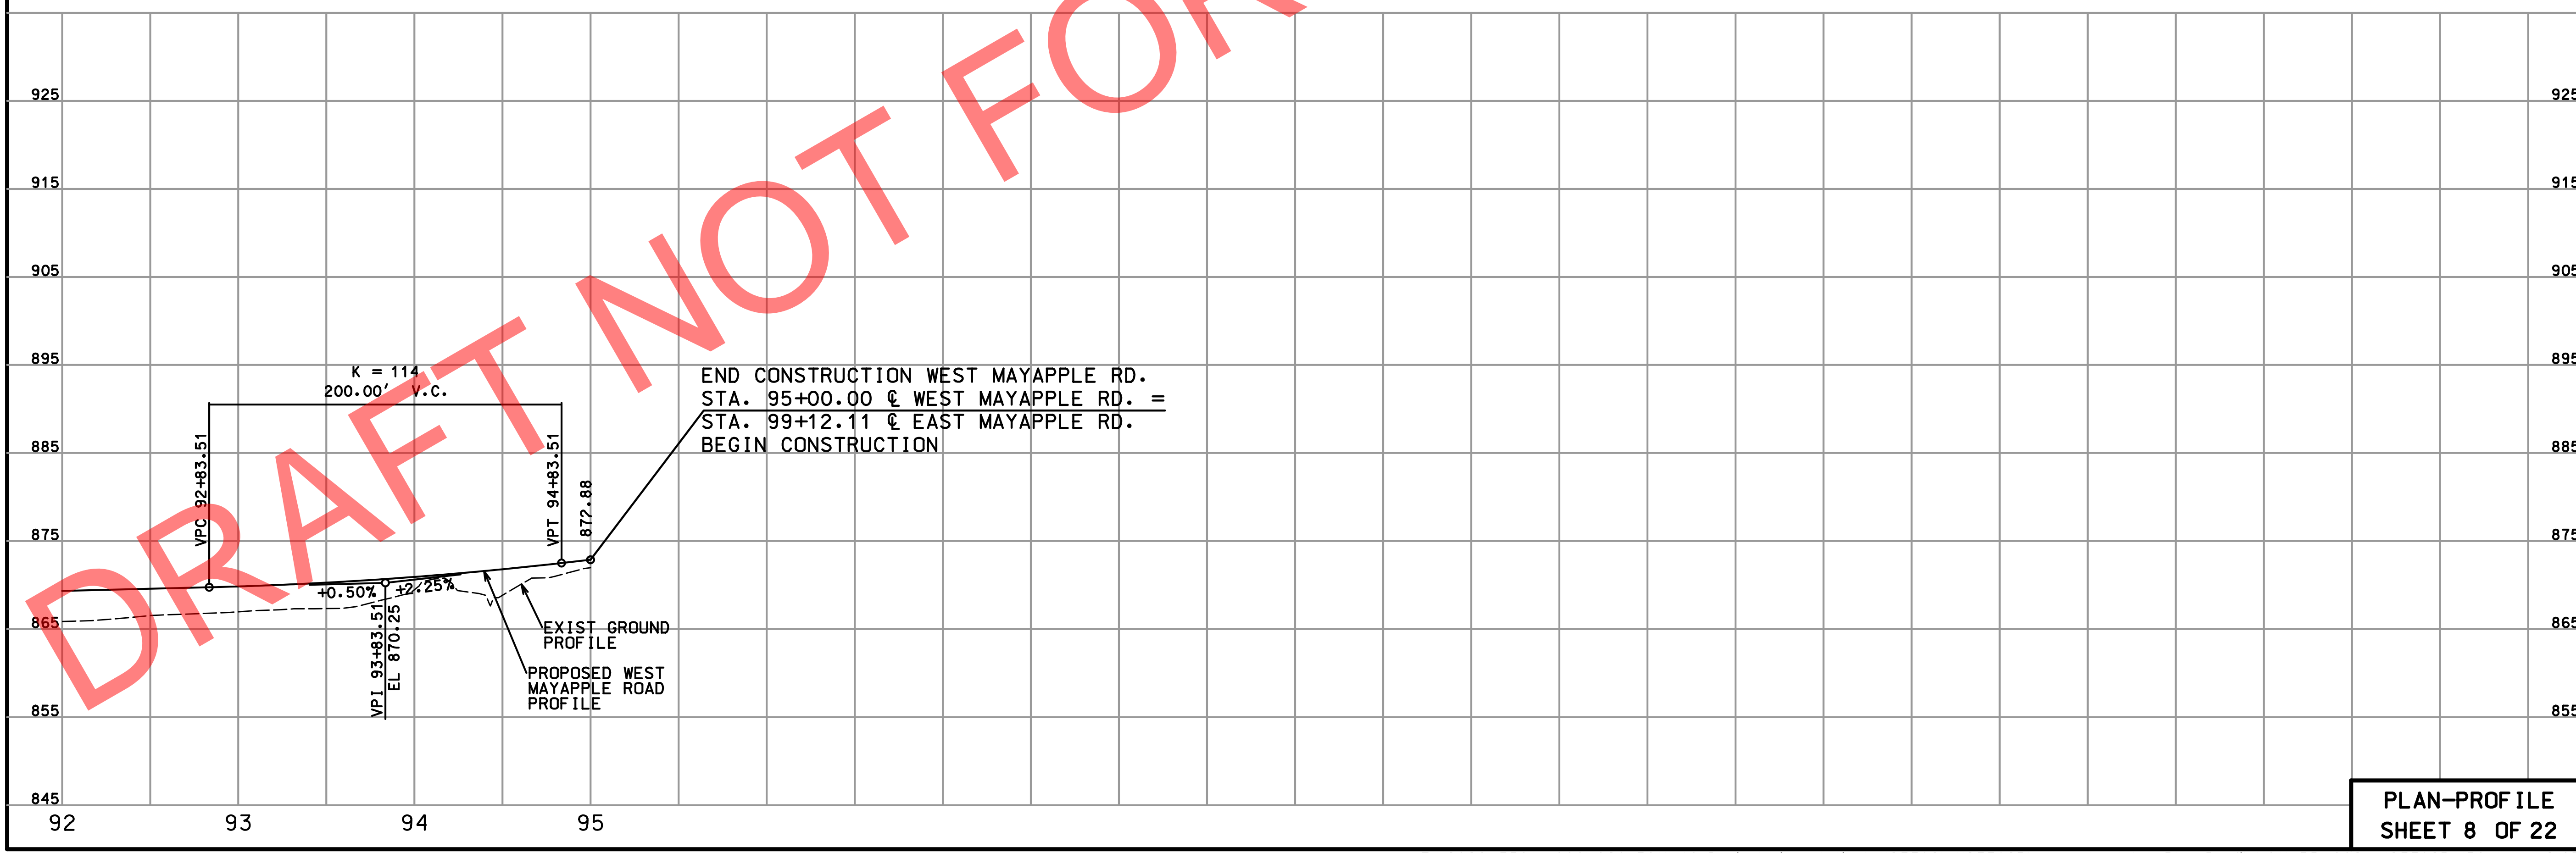 DRAFT NOT FOR
925 925
915 915
905 905
895 895
K = 114
200.00' V.C.
END CONSTRUCTION WEST MAYAPPLE RD.
STA. 95+00.00 ℄ WEST MAYAPPLE RD. =
STA. 99+12.11 ℄ EAST MAYAPPLE RD.
BEGIN CONSTRUCTION
885 885
VPC 92+83.51
VPT 94+83.51
872.88
875 875
+0.50% +2.25%
VPI 93+83.51
EL 870.25
865 865
EXIST GROUND
PROFILE
PROPOSED WEST
MAYAPPLE ROAD
PROFILE
855 855
845
92 93 94 95
PLAN-PROFILE
SHEET 8 OF 22